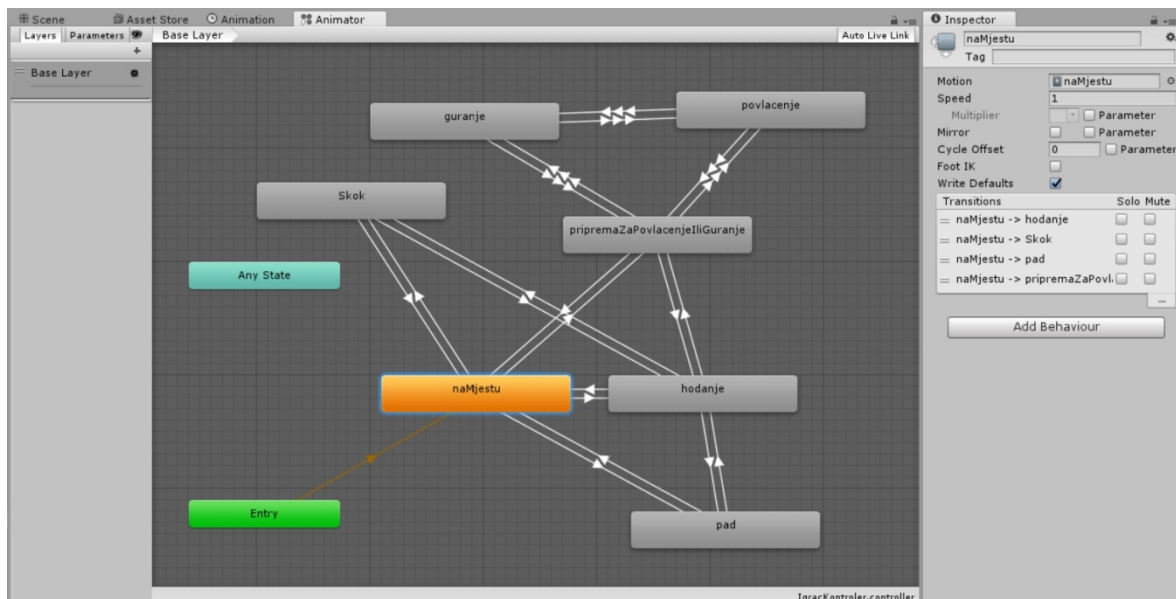 Scene
Asset Store
Animation
Animator
Layers
Parameters
Base Layer
Auto Live Link
Base Layer
guranje
povlacenje
Skok
pripremaZaPovlacenjeIliGuranje
Any State
naMjestu
hodanje
Entry
pad
IgracKontroler.controller
Inspector
naMjestu
Tag
Motion naMjestu
Speed 1
Multiplier Parameter
Mirror Parameter
Cycle Offset 0 Parameter
Foot IK
Write Defaults
Transitions Solo Mute
naMjestu -> hodanje
naMjestu -> Skok
naMjestu -> pad
naMjestu -> pripremaZaPovl
Add Behaviour